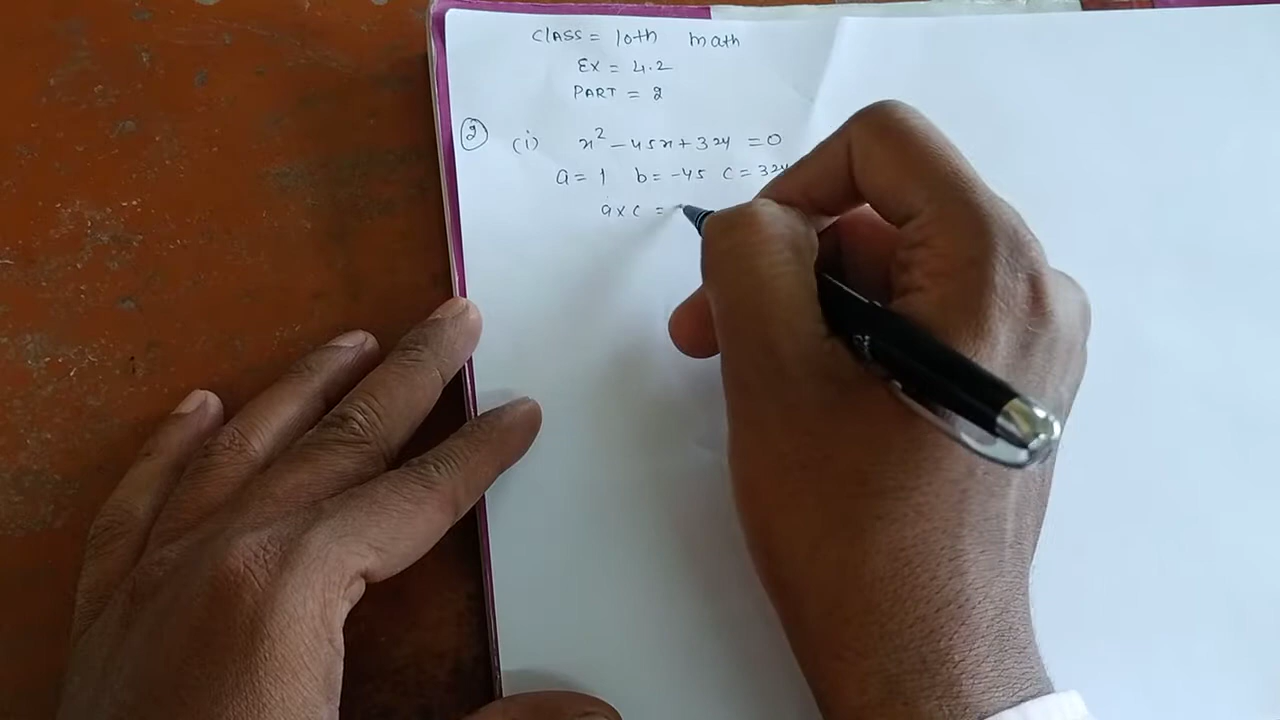 CLASS = 10th math
EX = 4.2
PART = 2
② (i) x² - 45x + 324 = 0
a = 1 b = -45 c = 324
a x c =